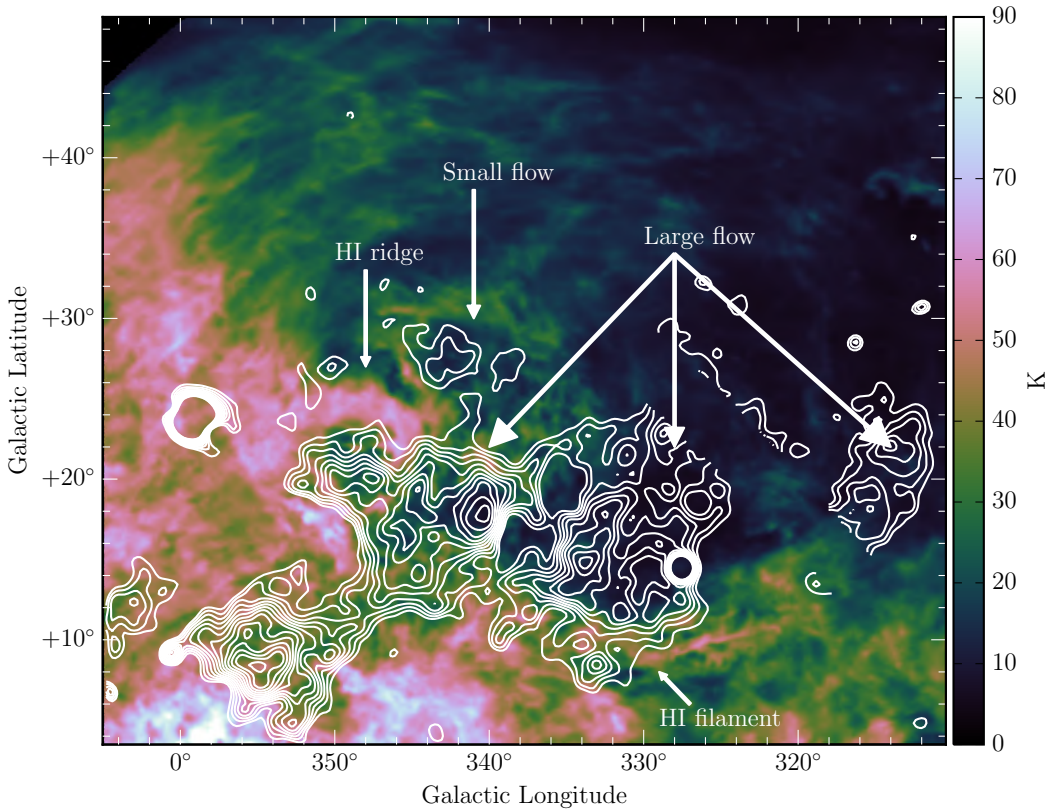 Small flow
Large flow
HI ridge
HI filament
+40°
+30°
+20°
+10°
0°
350°
340°
330°
320°
Galactic Longitude
Galactic Latitude
90
80
70
60
50
40
30
20
10
0
K